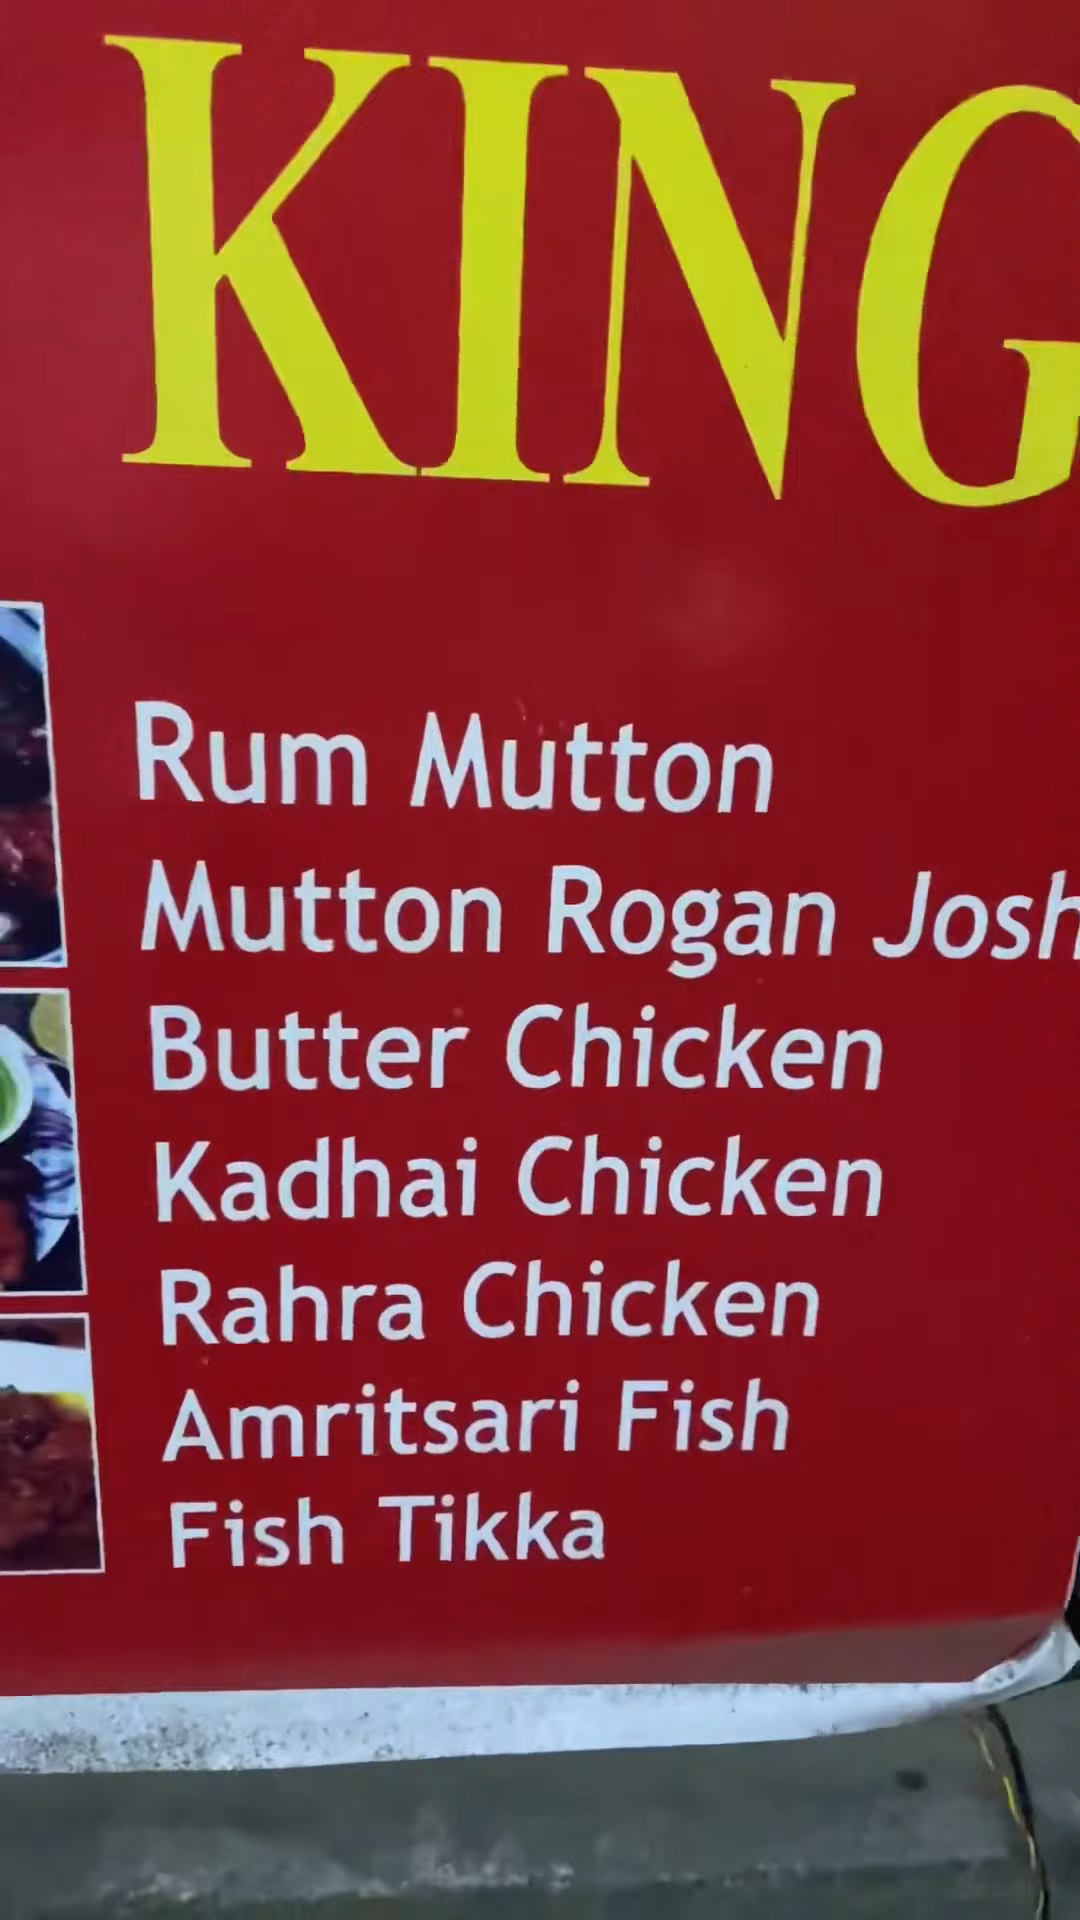 KING
Rum Mutton
Mutton Rogan Josh
Butter Chicken
Kadhai Chicken
Rahra Chicken
Amritsari Fish
Fish Tikka